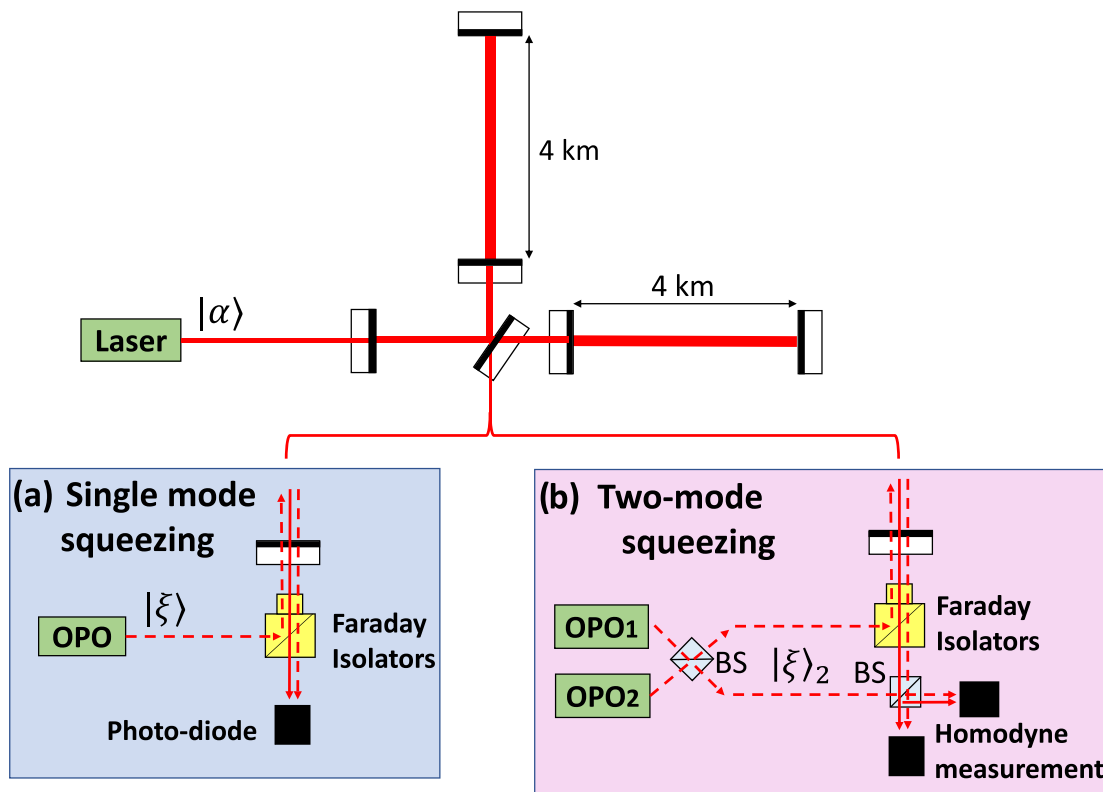 4 km
4 km
|α⟩
Laser
(a) Single mode
squeezing
|ξ⟩
OPO
Faraday
Isolators
Photo-diode
(b) Two-mode
squeezing
OPO1
OPO2
BS
|ξ⟩₂
BS
Faraday
Isolators
Homodyne
measurement